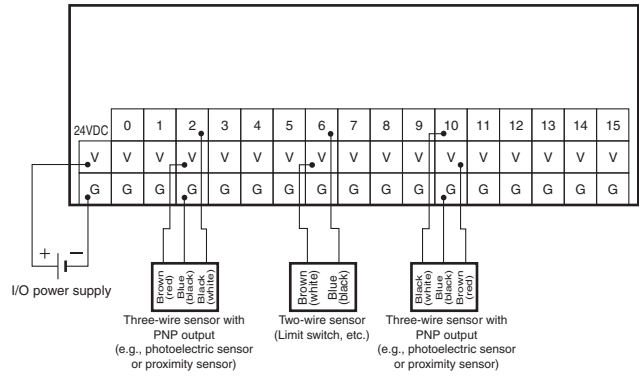 24VDC 0 1 2 3 4 5 6 7 8 9 10 11 12 13 14 15
V V V V V V V V V V V V V V V V V
G G G G G G G G G G G G G G G G G
+ −
I/O power supply
Brown (red) Blue (black) Black (white)
Three-wire sensor with
PNP output
(e.g., photoelectric sensor
or proximity sensor)
Brown (white) Blue (black)
Two-wire sensor
(Limit switch, etc.)
Black (white) Blue (black) Brown (red)
Three-wire sensor with
PNP output
(e.g., photoelectric sensor
or proximity sensor)